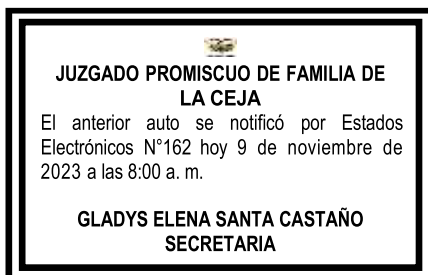 JUZGADO PROMISCUO DE FAMILIA DE
LA CEJA
El anterior auto se notificó por Estados
Electrónicos N°162 hoy 9 de noviembre de
2023 a las 8:00 a. m.
GLADYS ELENA SANTA CASTAÑO
SECRETARIA